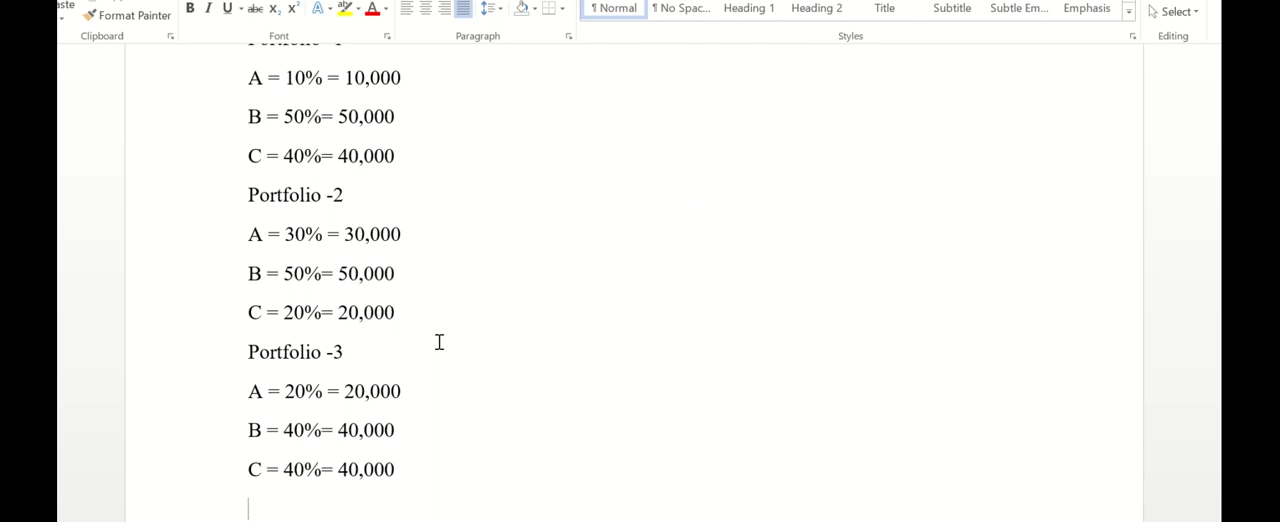 Format Painter
B I U abc X2 X2 A ab A
¶ Normal ¶ No Spac... Heading 1 Heading 2 Title Subtitle Subtle Em... Emphasis
Select
Clipboard Font Paragraph Styles Editing
A = 10% = 10,000
B = 50%= 50,000
C = 40%= 40,000
Portfolio -2
A = 30% = 30,000
B = 50%= 50,000
C = 20%= 20,000
Portfolio -3
A = 20% = 20,000
B = 40%= 40,000
C = 40%= 40,000